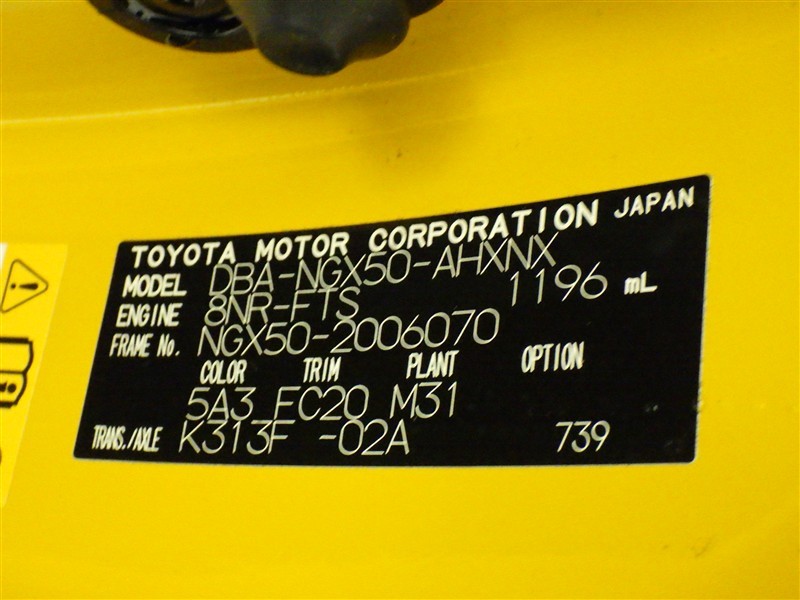 TOYOTA MOTOR CORPORATION JAPAN
MODEL DBA-NGX50-AHXNX
ENGINE 8NR-FTS 1196 mL
FRAME No. NGX50-2006070
COLOR TRIM PLANT OPTION
5A3 FC20 M31
TRANS./AXLE K313F -02A 739